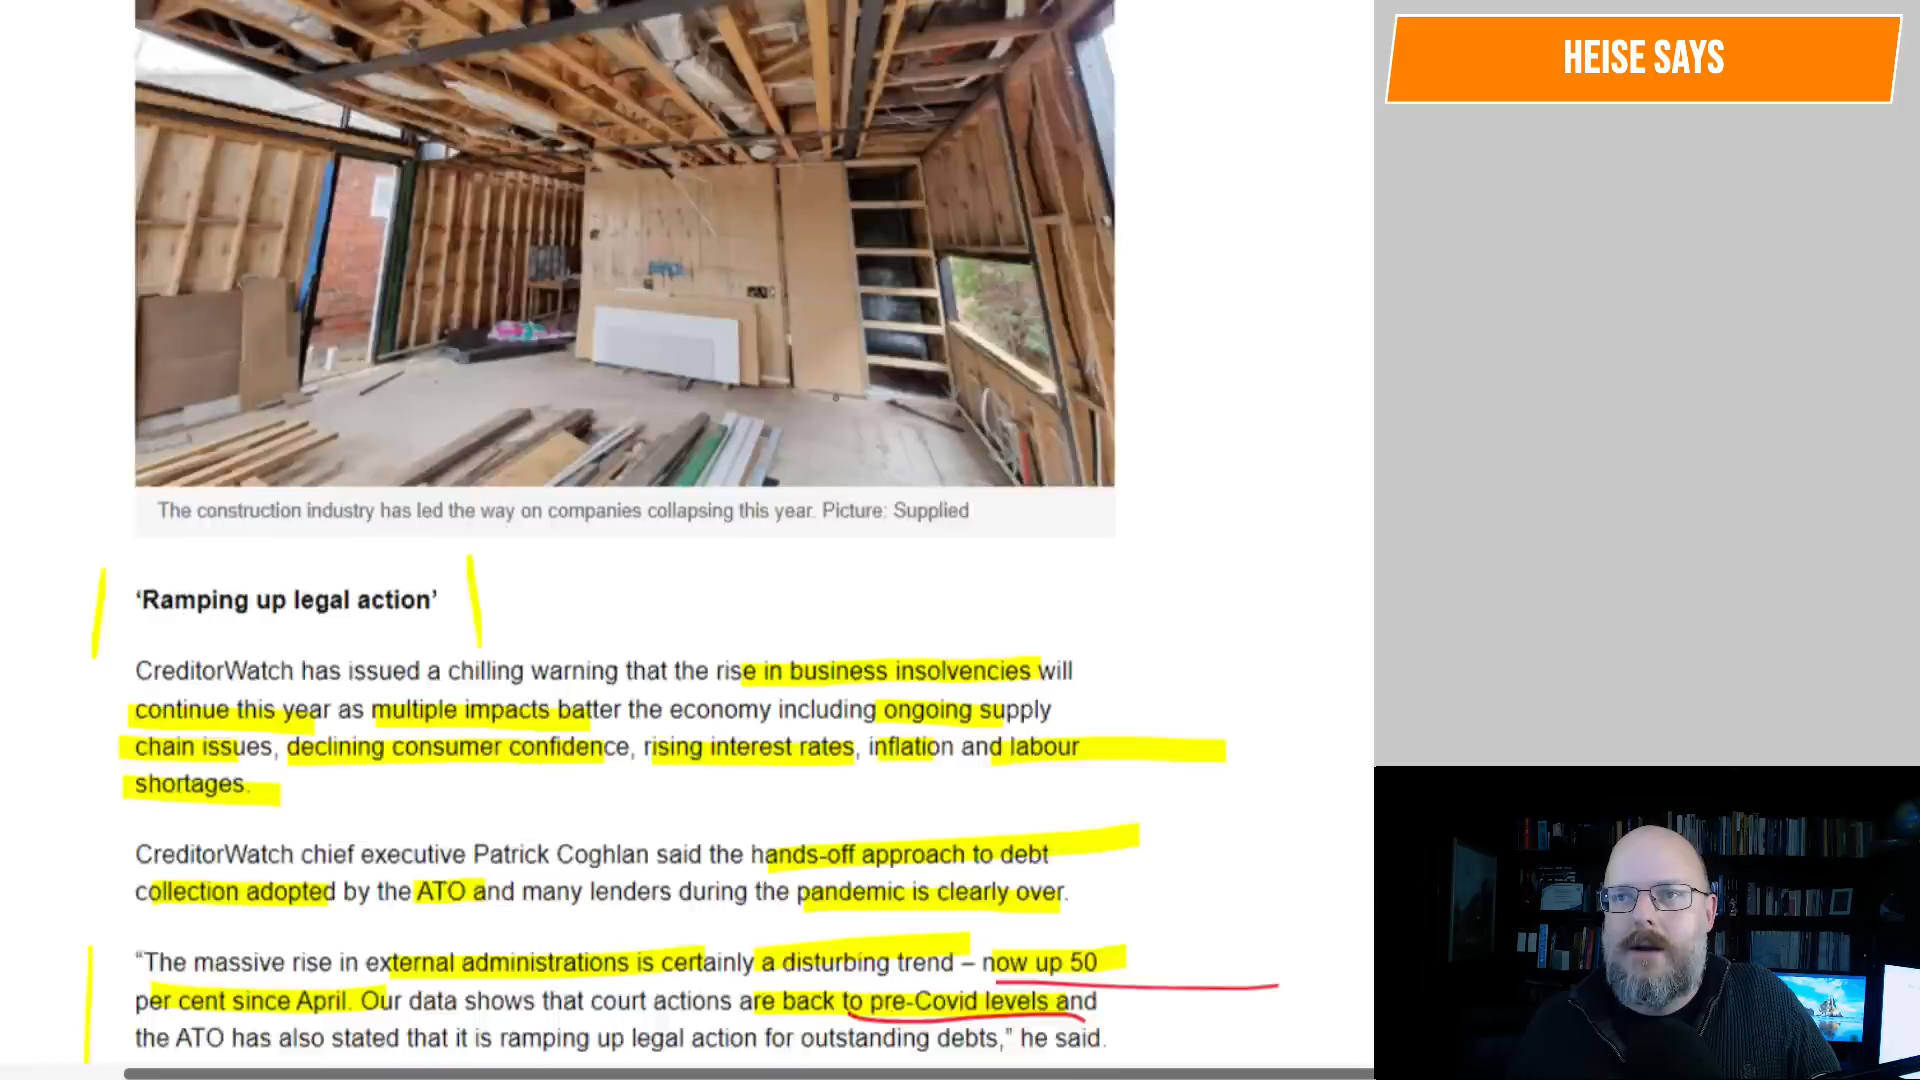 HEISE SAYS
The construction industry has led the way on companies collapsing this year. Picture: Supplied
‘Ramping up legal action’
CreditorWatch has issued a chilling warning that the rise in business insolvencies will
continue this year as multiple impacts batter the economy including ongoing supply
chain issues, declining consumer confidence, rising interest rates, inflation and labour
shortages.
CreditorWatch chief executive Patrick Coghlan said the hands-off approach to debt
collection adopted by the ATO and many lenders during the pandemic is clearly over.
“The massive rise in external administrations is certainly a disturbing trend – now up 50
per cent since April. Our data shows that court actions are back to pre-Covid levels and
the ATO has also stated that it is ramping up legal action for outstanding debts,” he said.